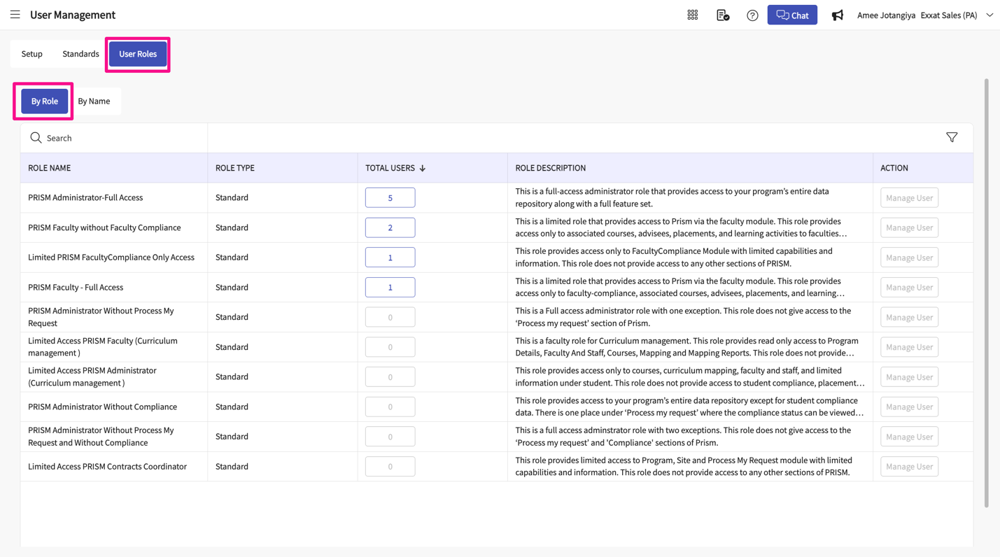 User Management
Chat
Amee Jotangiya Exxat Sales (PA)
Setup Standards User Roles
By Role By Name
Search
ROLE NAME ROLE TYPE TOTAL USERS ROLE DESCRIPTION ACTION
PRISM Administrator-Full Access
Standard
5
This is a full-access administrator role that provides access to your program’s entire data
repository along with a full feature set.
Manage User
PRISM Faculty without Faculty Compliance
Standard
2
This is a limited role that provides access to Prism via the faculty module. This role provides
access only to associated courses, advisees, placements, and learning activities to faculties…
Manage User
Limited PRISM FacultyCompliance Only Access
Standard
1
This role provides access only to FacultyCompliance Module with limited capabilities and
information. This role does not provide access to any other sections of PRISM.
Manage User
PRISM Faculty - Full Access
Standard
1
This is a limited role that provides access to Prism via the faculty module. This role provides
access only to faculty-compliance, associated courses, advisees, placements, and learning…
Manage User
PRISM Administrator Without Process My
Request
Standard
0
This is a Full access administrator role with one exception. This role does not give access to the
‘Process my request’ section of Prism.
Manage User
Limited Access PRISM Faculty (Curriculum
management )
Standard
0
This is a faculty role for Curriculum management. This role provides read only access to Program
Details, Faculty And Staff, Courses, Mapping and Mapping Reports. This role does not provide…
Manage User
Limited Access PRISM Administrator
(Curriculum management )
Standard
0
This role provides access only to courses, curriculum mapping, faculty and staff, and limited
information under student. This role does not provide access to student compliance, placement…
Manage User
PRISM Administrator Without Compliance
Standard
0
This role provides access to your program’s entire data repository except for student compliance
data. There is one place under ‘Process my request’ where the compliance status can be viewed…
Manage User
PRISM Administrator Without Process My
Request and Without Compliance
Standard
0
This is a full access adminstrator role with two exceptions. This role does not give access to the
‘Process my request’ and 'Compliance' sections of Prism.
Manage User
Limited Access PRISM Contracts Coordinator
Standard
0
This role provides limited access to Program, Site and Process My Request module with limited
capabilities and information. This role does not provide access to any other sections of PRISM.
Manage User